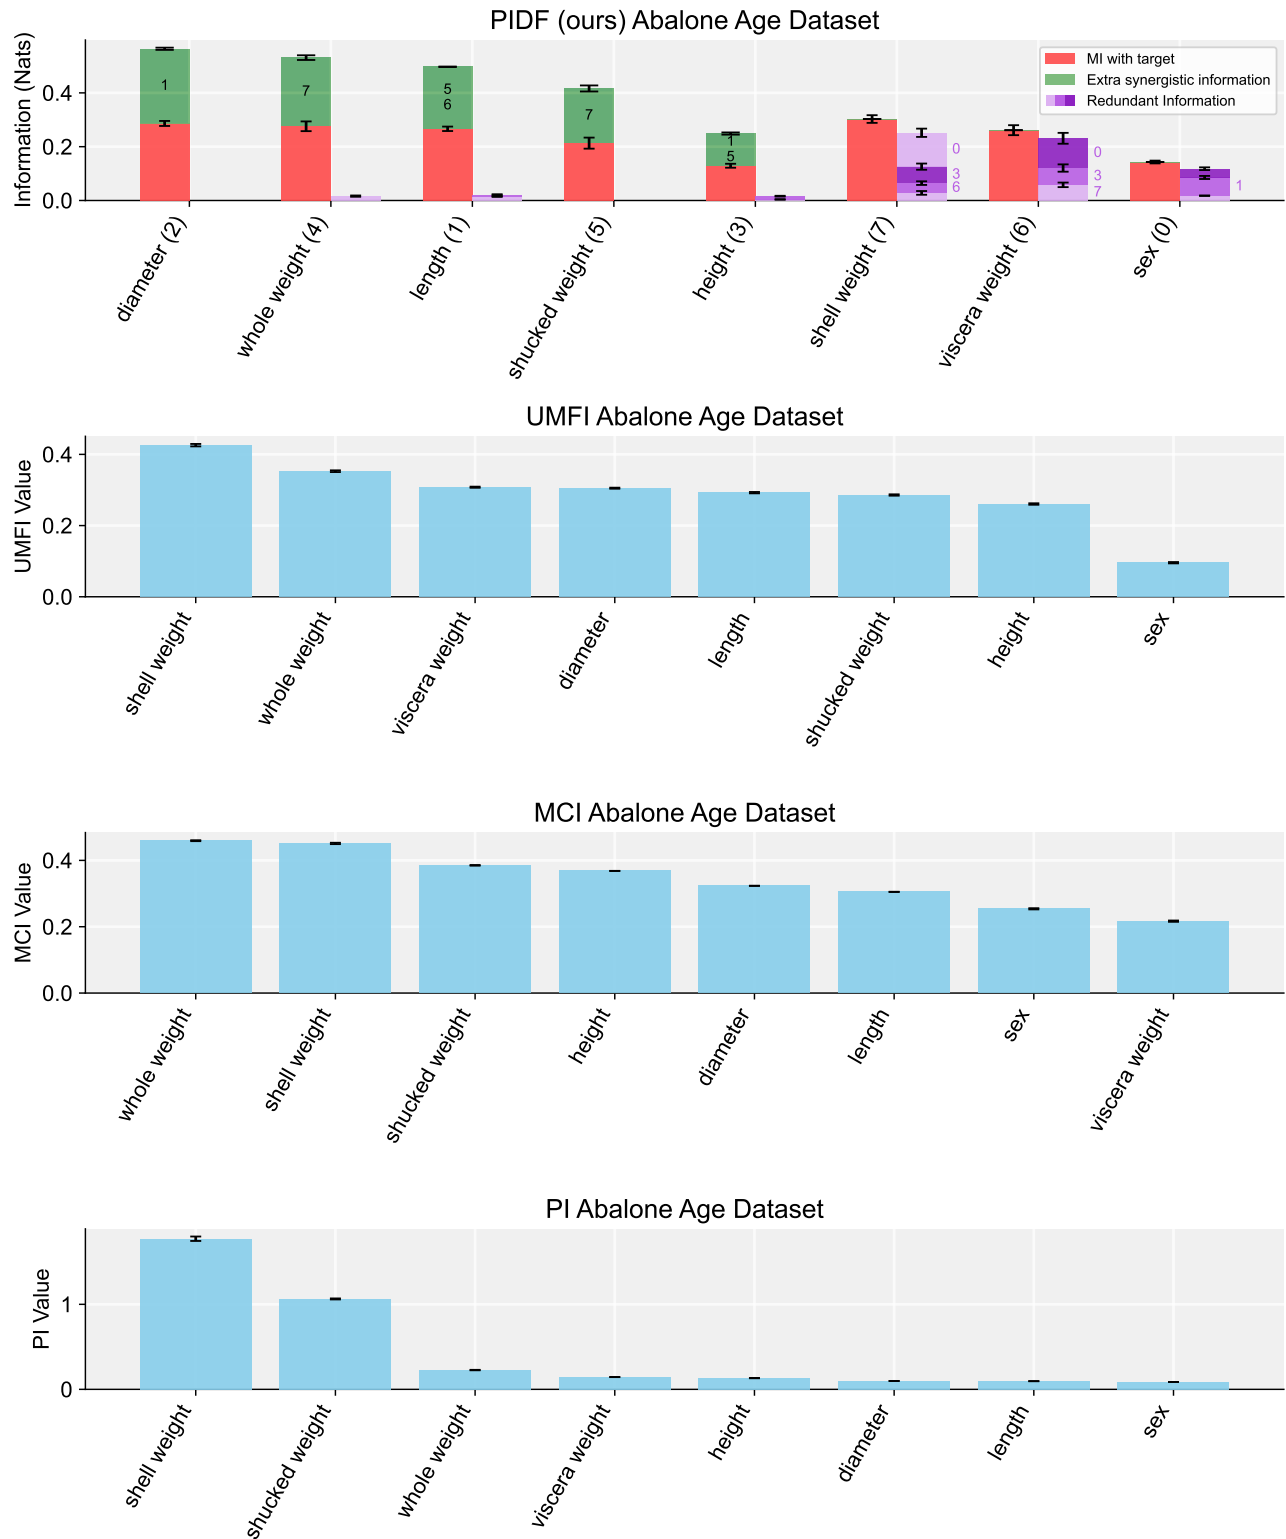 PIDF (ours) Abalone Age Dataset
Information (Nats)
0.4
0.2
0.0
MI with target
Extra synergistic information
Redundant Information
1
7
5
6
7
1
5
0
3
6
0
3
7
1
diameter (2)
whole weight (4)
length (1)
shucked weight (5)
height (3)
shell weight (7)
viscera weight (6)
sex (0)
UMFI Abalone Age Dataset
UMFI Value
0.4
0.2
0.0
shell weight
whole weight
viscera weight
diameter
length
shucked weight
height
sex
MCI Abalone Age Dataset
MCI Value
0.4
0.2
0.0
whole weight
shell weight
shucked weight
height
diameter
length
sex
viscera weight
PI Abalone Age Dataset
PI Value
1
0
shell weight
shucked weight
whole weight
viscera weight
height
diameter
length
sex